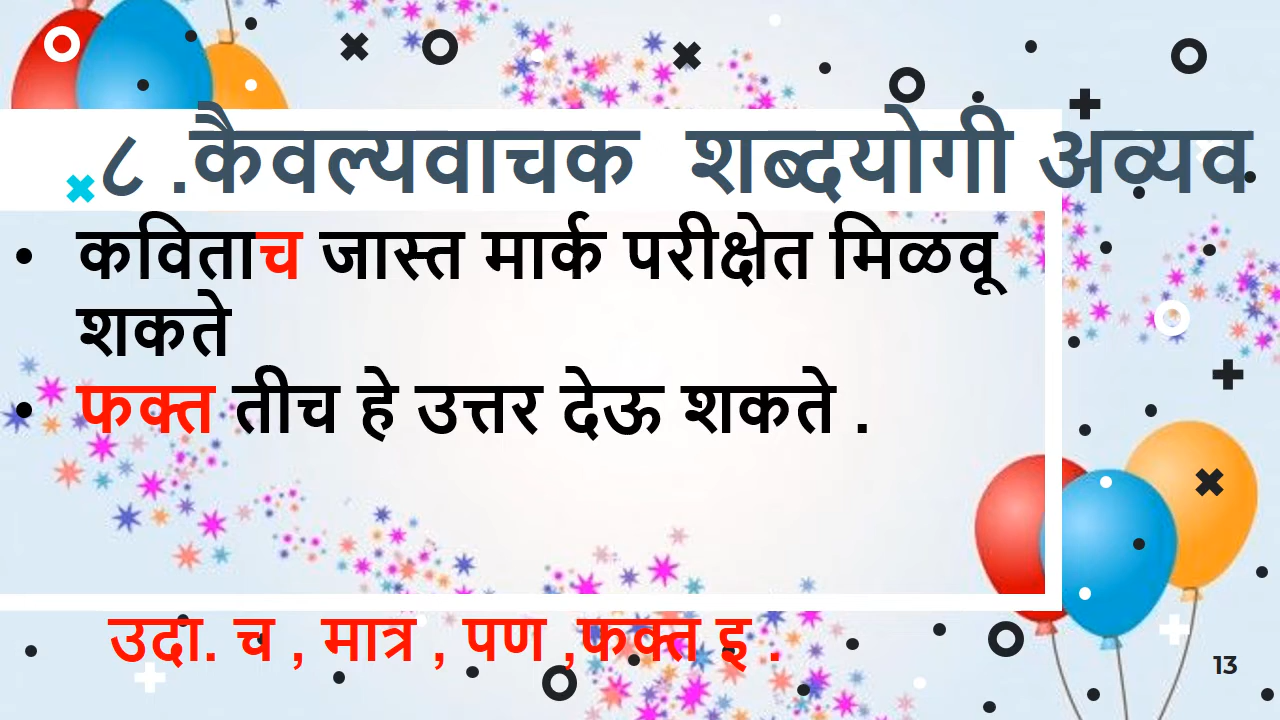 ८ .कैवल्यवाचक शब्दयोगी अव्यव
• कविताच जास्त मार्क परीक्षेत मिळवू
शकते
• फक्त तीच हे उत्तर देऊ शकते .
उदा. च , मात्र , पण ,फक्त इ .
13